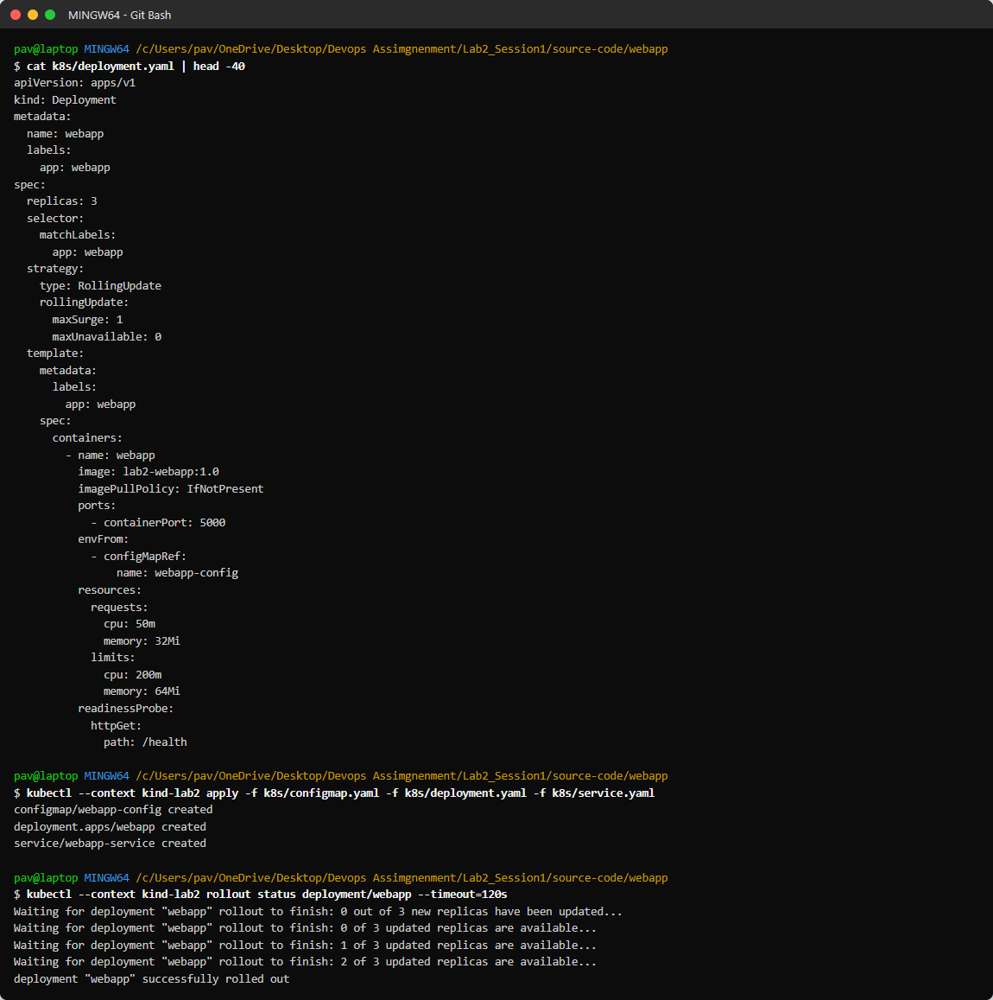 MINGW64 - Git Bash
pav@laptop MINGW64 /c/Users/pav/OneDrive/Desktop/Devops Assimgnenment/Lab2_Session1/source-code/webapp
$ cat k8s/deployment.yaml | head -40
apiVersion: apps/v1
kind: Deployment
metadata:
  name: webapp
  labels:
    app: webapp
spec:
  replicas: 3
  selector:
    matchLabels:
      app: webapp
  strategy:
    type: RollingUpdate
    rollingUpdate:
      maxSurge: 1
      maxUnavailable: 0
  template:
    metadata:
      labels:
        app: webapp
    spec:
      containers:
        - name: webapp
          image: lab2-webapp:1.0
          imagePullPolicy: IfNotPresent
          ports:
            - containerPort: 5000
          envFrom:
            - configMapRef:
                name: webapp-config
          resources:
            requests:
              cpu: 50m
              memory: 32Mi
            limits:
              cpu: 200m
              memory: 64Mi
          readinessProbe:
            httpGet:
              path: /health
pav@laptop MINGW64 /c/Users/pav/OneDrive/Desktop/Devops Assimgnenment/Lab2_Session1/source-code/webapp
$ kubectl --context kind-lab2 apply -f k8s/configmap.yaml -f k8s/deployment.yaml -f k8s/service.yaml
configmap/webapp-config created
deployment.apps/webapp created
service/webapp-service created
pav@laptop MINGW64 /c/Users/pav/OneDrive/Desktop/Devops Assimgnenment/Lab2_Session1/source-code/webapp
$ kubectl --context kind-lab2 rollout status deployment/webapp --timeout=120s
Waiting for deployment "webapp" rollout to finish: 0 out of 3 new replicas have been updated...
Waiting for deployment "webapp" rollout to finish: 0 of 3 updated replicas are available...
Waiting for deployment "webapp" rollout to finish: 1 of 3 updated replicas are available...
Waiting for deployment "webapp" rollout to finish: 2 of 3 updated replicas are available...
deployment "webapp" successfully rolled out